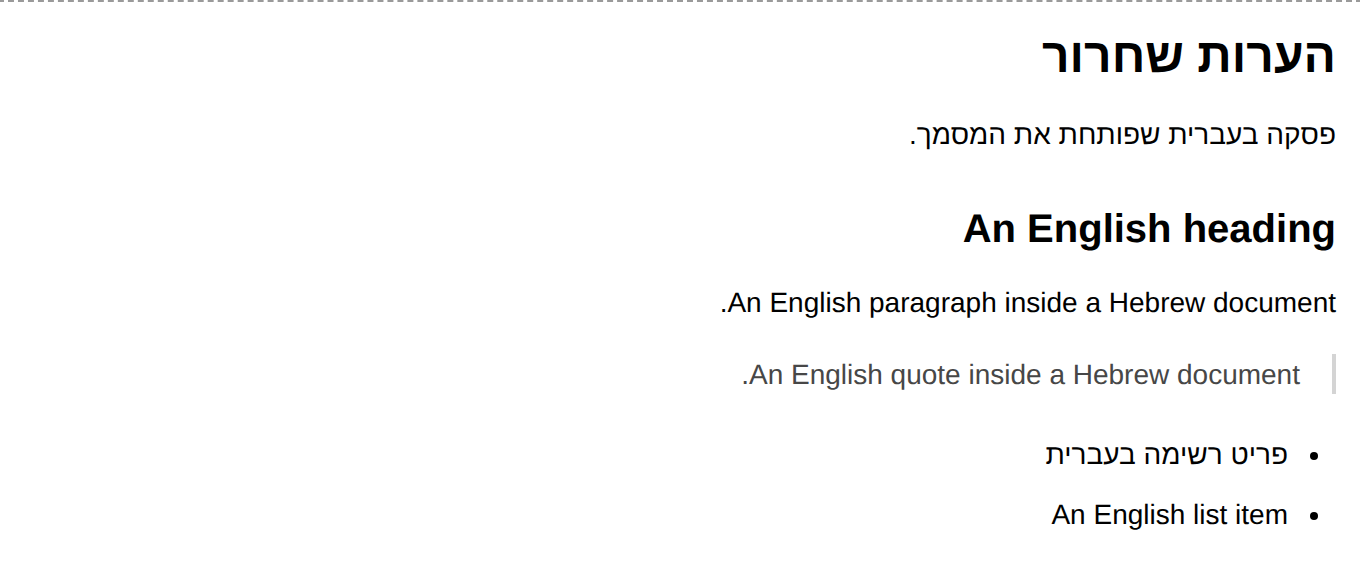 הערות שחרור
פסקה בעברית שפותחת את המסמך.
An English heading
.An English paragraph inside a Hebrew document
.An English quote inside a Hebrew document
• פריט רשימה בעברית
• An English list item